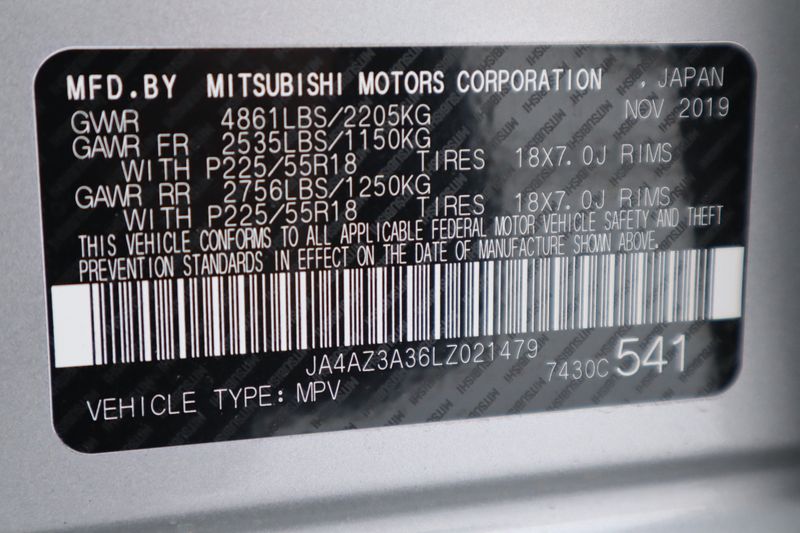 MFD.BY MITSUBISHI MOTORS CORPORATION , JAPAN
NOV 2019
GVWR 4861LBS/2205KG
GAWR FR 2535LBS/1150KG
WITH P225/55R18 TIRES 18X7.0J RIMS
GAWR RR 2756LBS/1250KG
WITH P225/55R18 TIRES 18X7.0J RIMS
THIS VEHICLE CONFORMS TO ALL APPLICABLE FEDERAL MOTOR VEHICLE SAFETY AND THEFT
PREVENTION STANDARDS IN EFFECT ON THE DATE OF MANUFACTURE SHOWN ABOVE.
JA4AZ3A36LZ021479
7430C 541
VEHICLE TYPE: MPV